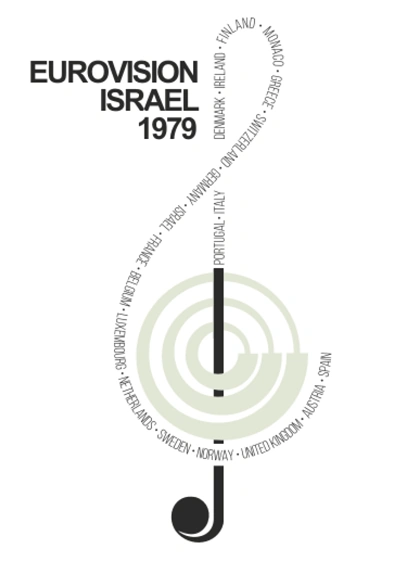 EUROVISION
ISRAEL
1979
PORTUGAL • ITALY
DENMARK • IRELAND • FINLAND • MONACO • GREECE • SWITZERLAND • GERMANY • ISRAEL • FRANCE • BELGIUM • LUXEMBOURG • NETHERLANDS • SWEDEN • NORWAY • UNITED KINGDOM • AUSTRIA • SPAIN